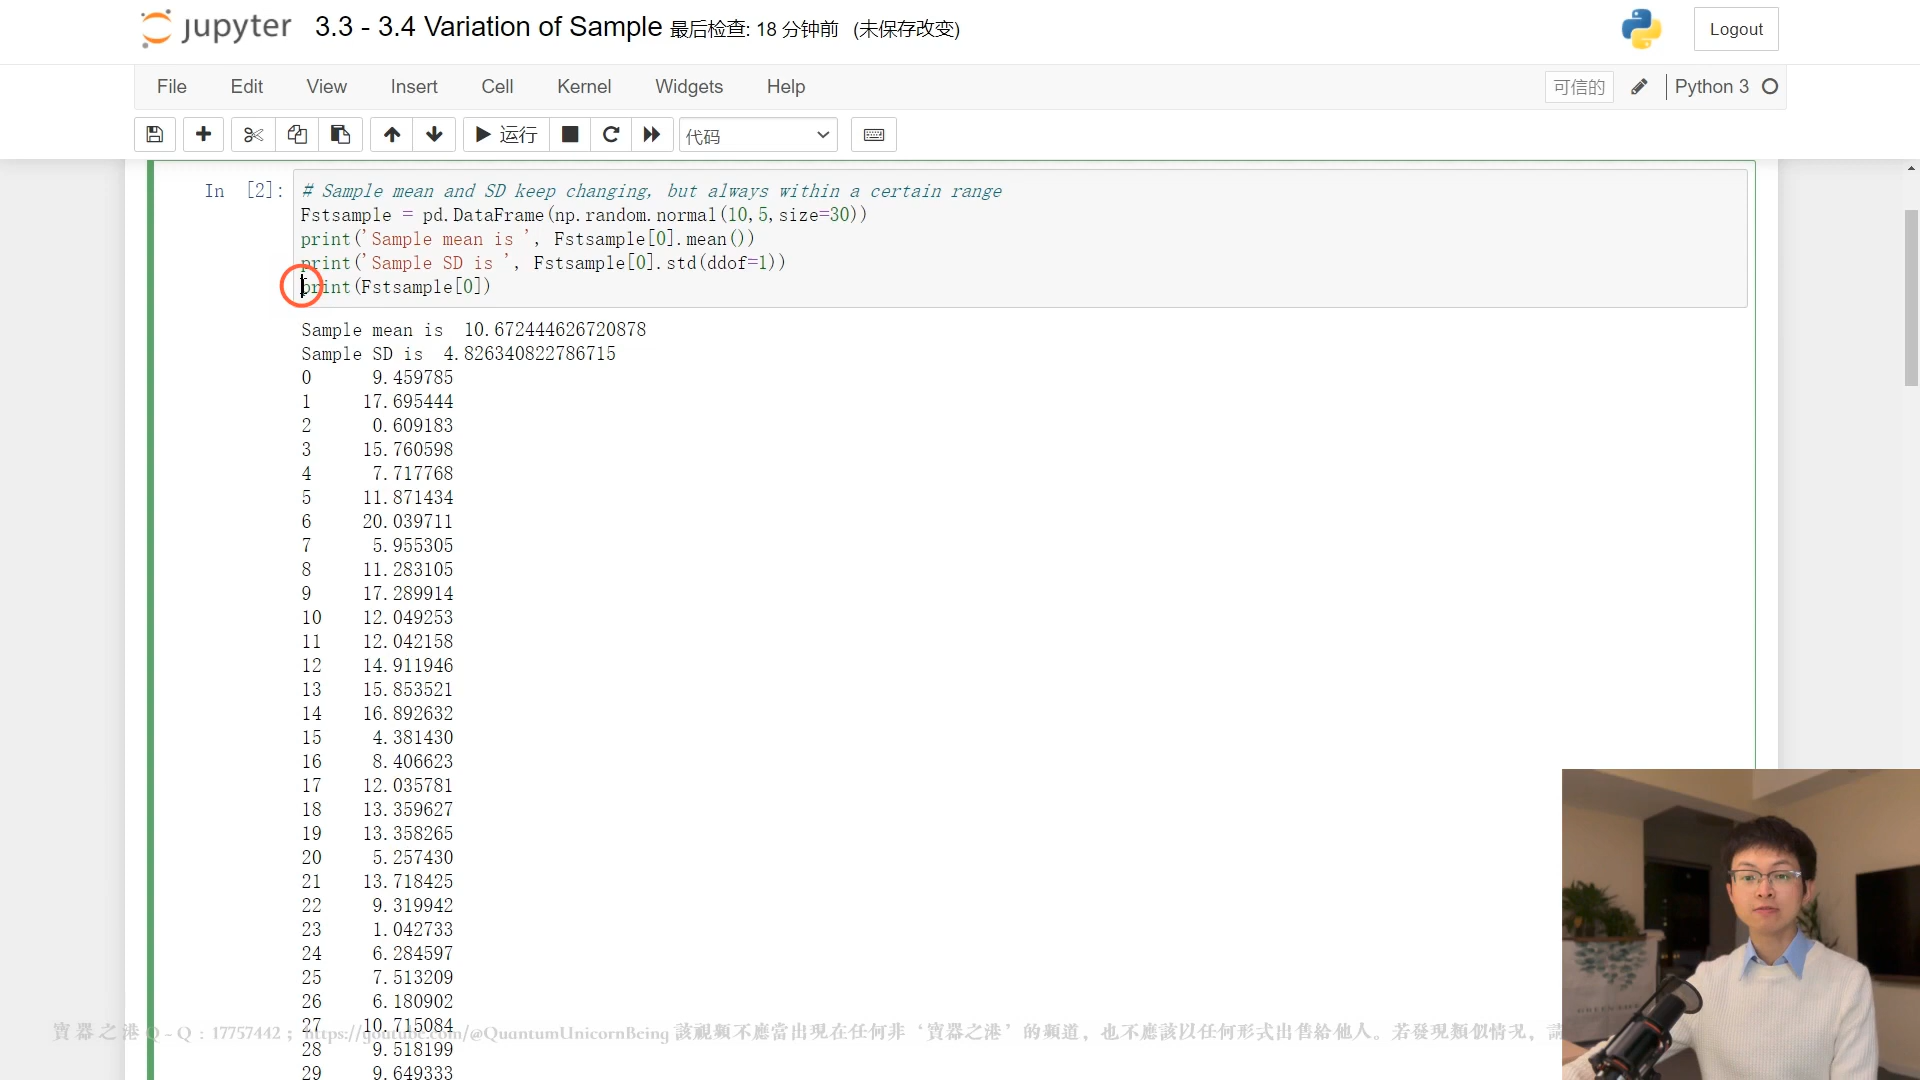 jupyter 3.3 - 3.4 Variation of Sample 最后检查: 18 分钟前 (未保存改变)
Logout
File Edit View Insert Cell Kernel Widgets Help 可信的 Python 3
运行 代码
In [2]: # Sample mean and SD keep changing, but always within a certain range
Fstsample = pd.DataFrame(np.random.normal(10,5,size=30))
print('Sample mean is ', Fstsample[0].mean())
print('Sample SD is ', Fstsample[0].std(ddof=1))
print(Fstsample[0])
Sample mean is  10.672444626720878
Sample SD is  4.826340822786715
0      9.459785
1     17.695444
2      0.609183
3     15.760598
4      7.717768
5     11.871434
6     20.039711
7      5.955305
8     11.283105
9     17.289914
10    12.049253
11    12.042158
12    14.911946
13    15.853521
14    16.892632
15     4.381430
16     8.406623
17    12.035781
18    13.359627
19    13.358265
20     5.257430
21    13.718425
22     9.319942
23     1.042733
24     6.284597
25     7.513209
26     6.180902
27    10.715084
寶器之港 Q-Q : 17757442 ; https://youtube.com/@QuantumUnicornBeing 該視頻不應當出現在任何非‘寶器之港’的頻道，也不應該以任何形式出售給他人。若發現類似情況，請
28     9.518199
29     9.649333